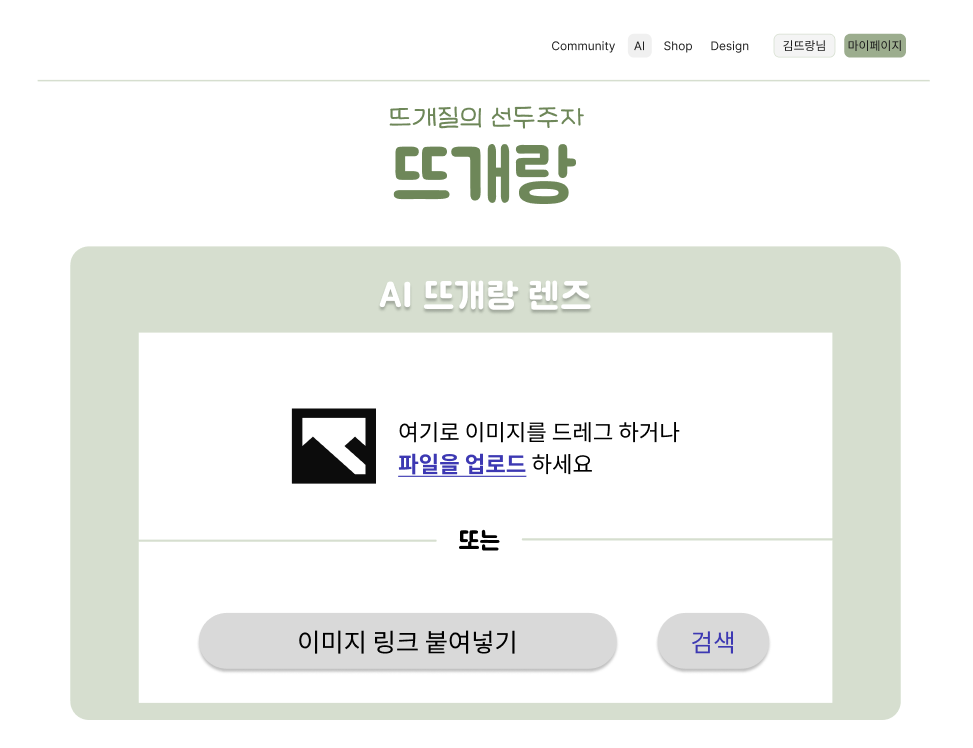 Community AI Shop Design 김뜨랑님 마이페이지
뜨개질의 선두주자
뜨개랑
AI 뜨개랑 렌즈
여기로 이미지를 드레그 하거나
파일을 업로드 하세요
또는
이미지 링크 붙여넣기 검색